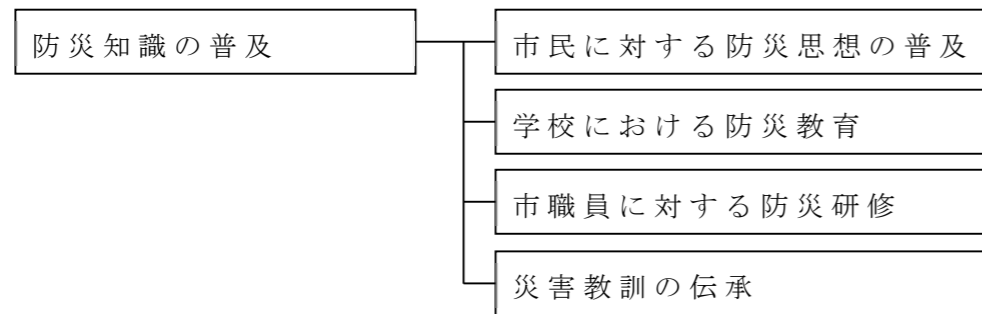 防災知識の普及
市民に対する防災思想の普及
学校における防災教育
市職員に対する防災研修
災害教訓の伝承